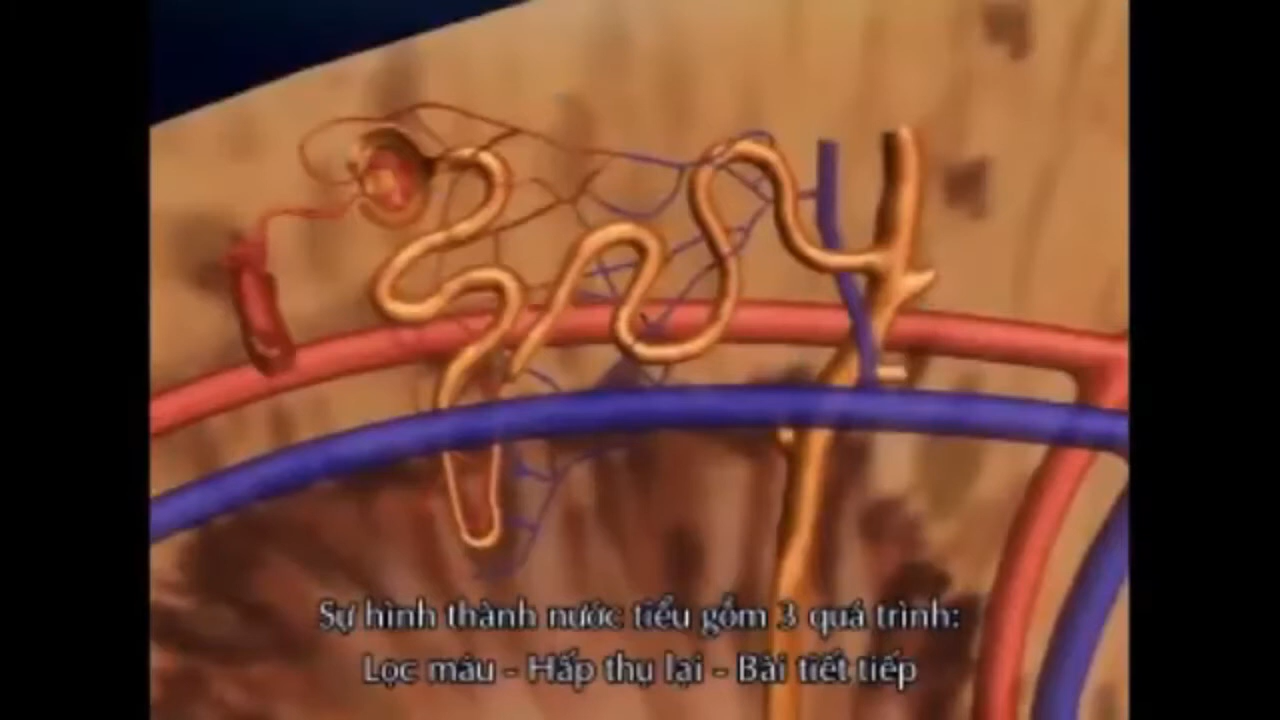 Sự hình thành nước tiểu gồm 3 quá trình:
Lọc máu - Hấp thụ lại - Bài tiết tiếp